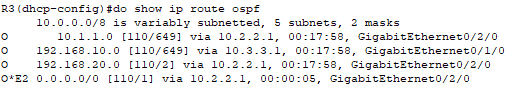 R3(dhcp-config)#do show ip route ospf
10.0.0.0/8 is variably subnetted, 5 subnets, 2 masks
O 10.1.1.0 [110/649] via 10.2.2.1, 00:17:58, GigabitEthernet0/2/0
O 192.168.10.0 [110/649] via 10.3.3.1, 00:17:58, GigabitEthernet0/1/0
O 192.168.20.0 [110/2] via 10.2.2.1, 00:17:58, GigabitEthernet0/2/0
O*E2 0.0.0.0/0 [110/1] via 10.2.2.1, 00:00:05, GigabitEthernet0/2/0